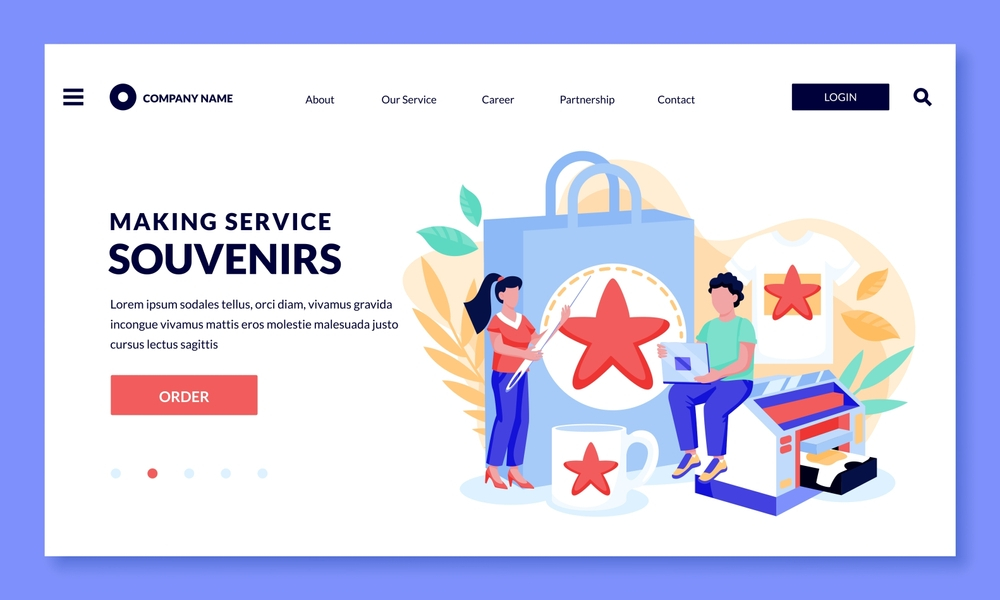 COMPANY NAME
About
Our Service
Career
Partnership
Contact
LOGIN
MAKING SERVICE
SOUVENIRS
Lorem ipsum sodales tellus, orci diam, vivamus gravida
incongue vivamus mattis eros molestie malesuada justo
cursus lectus sagittis
ORDER